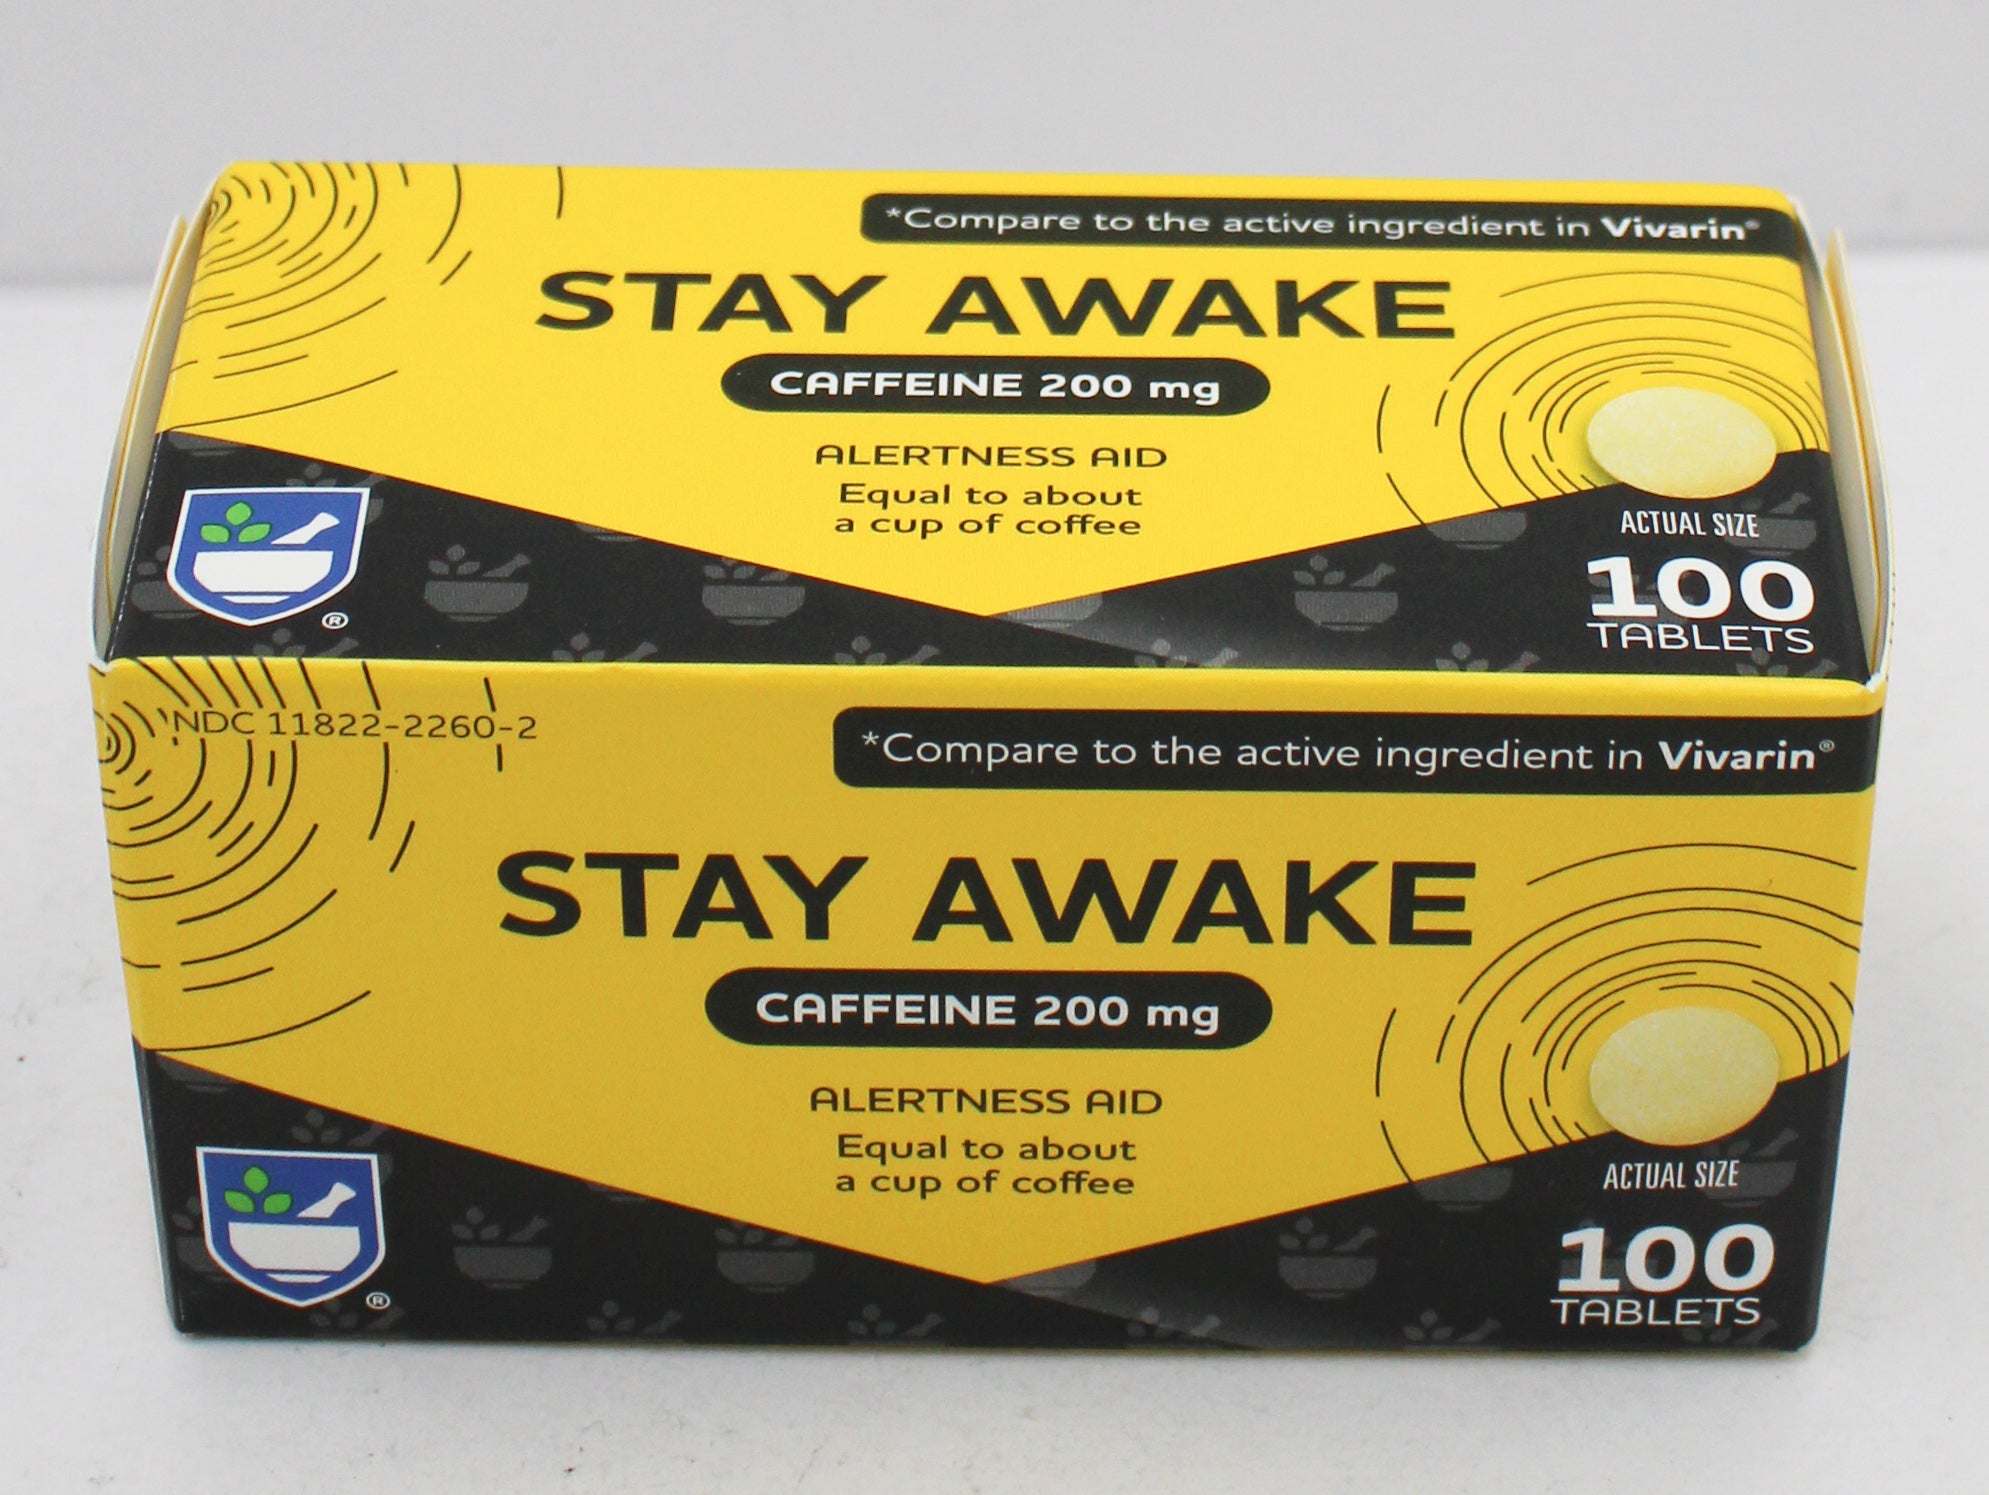 *Compare to the active ingredient in Vivarin®
STAY AWAKE
CAFFEINE 200 mg
ALERTNESS AID
Equal to about
a cup of coffee
ACTUAL SIZE
100
TABLETS
®
NDC 11822-2260-2
*Compare to the active ingredient in Vivarin®
STAY AWAKE
CAFFEINE 200 mg
ALERTNESS AID
Equal to about
a cup of coffee
ACTUAL SIZE
100
TABLETS
®